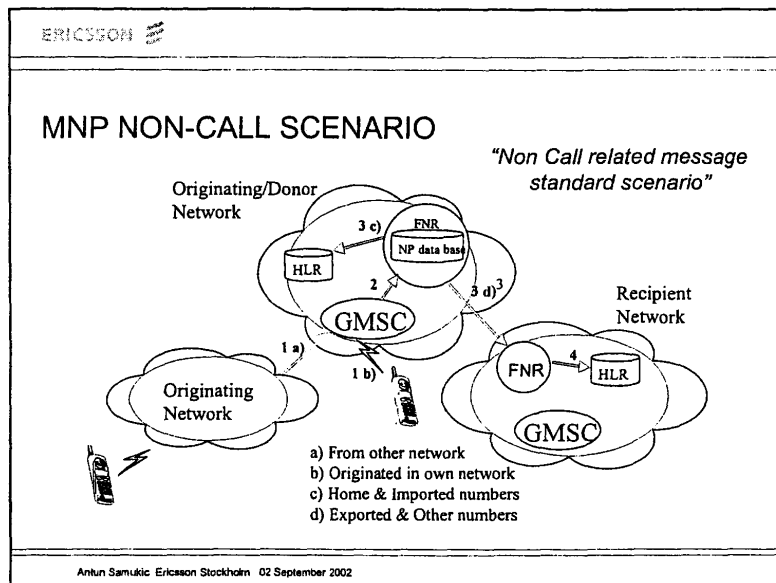 ERICSSON
MNP NON-CALL SCENARIO
"Non Call related message
standard scenario"
Originating/Donor
Network
3 c)
FNR
NP data base
HLR
2
3 d)3
GMSC
Recipient
Network
1 a)
1 b)
Originating
Network
FNR
4
HLR
GMSC
a) From other network
b) Originated in own network
c) Home & Imported numbers
d) Exported & Other numbers
Antun Samukic Ericsson Stockholm 02 September 2002